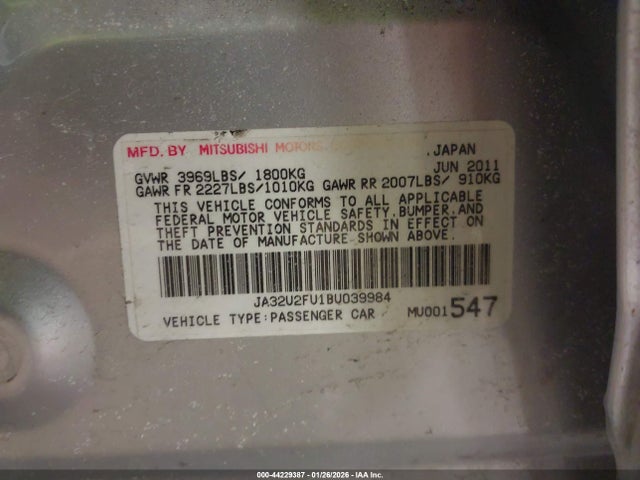 MFD. BY MITSUBISHI MOTORS , JAPAN
JUN 2011
GVWR 3969LBS/ 1800KG
GAWR FR 2227LBS/1010KG GAWR RR 2007LBS/ 910KG
THIS VEHICLE CONFORMS TO ALL APPLICABLE
FEDERAL MOTOR VEHICLE SAFETY, BUMPER, AND
THEFT PREVENTION STANDARDS IN EFFECT ON
THE DATE OF MANUFACTURE SHOWN ABOVE.
JA32U2FU1BU039984
VEHICLE TYPE:PASSENGER CAR MU001547
000-44229387 - 01/26/2026 - IAA Inc.